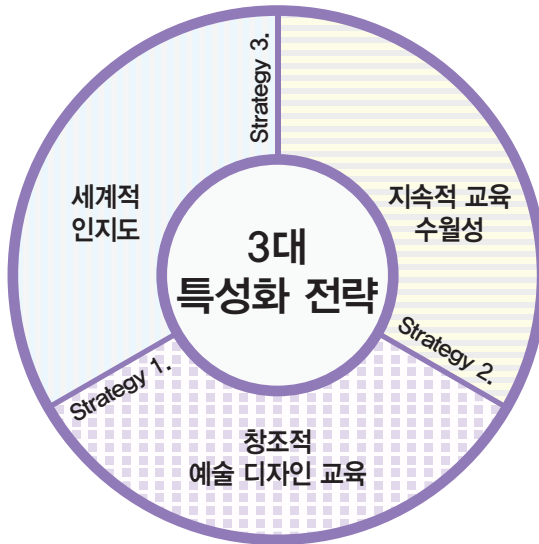 Strategy 3.
세계적
인지도
지속적 교육
수월성
3대
특성화 전략
Strategy 1.
Strategy 2.
창조적
예술 디자인 교육